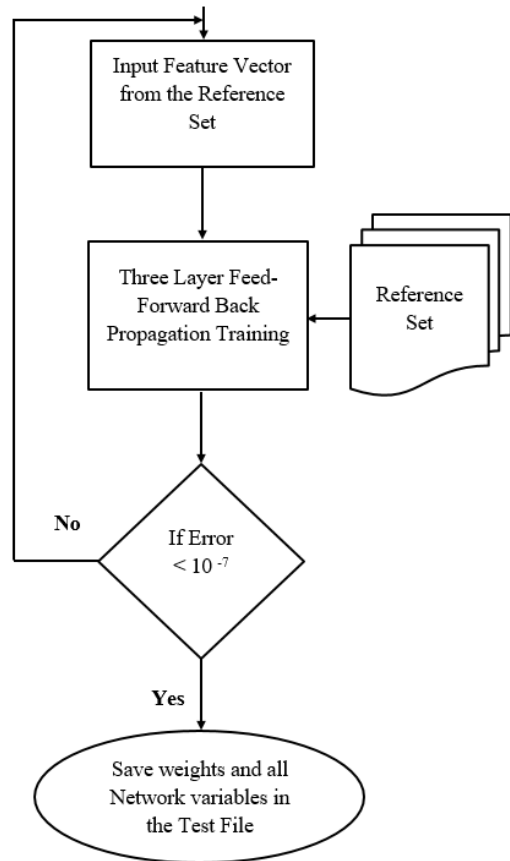 Input Feature Vector
from the Reference
Set
Three Layer Feed-
Forward Back
Propagation Training
Reference
Set
If Error
< 10 -7
No
Yes
Save weights and all
Network variables in
the Test File